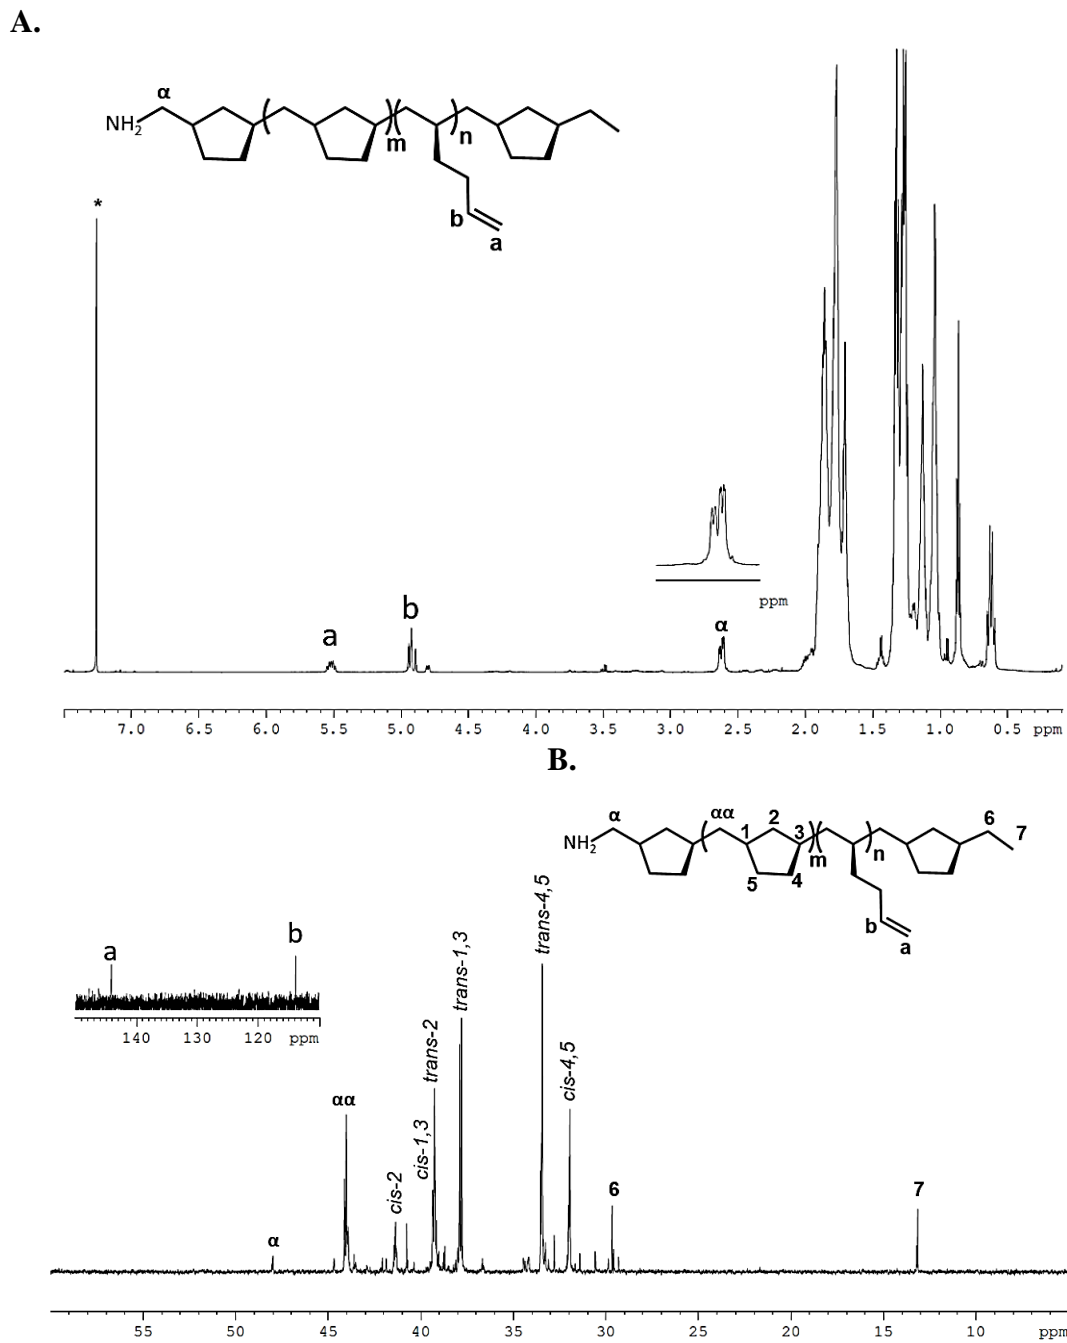 A.
α
NH2
m
n
b
a
*
a
b
ppm
α
7.0 6.5 6.0 5.5 5.0 4.5 4.0 3.5 3.0 2.5 2.0 1.5 1.0 0.5 ppm
B.
α
αα
2
6
NH2
1
3
7
m
n
5
4
b
a
trans-4,5
trans-1,3
trans-2
cis-4,5
a
b
140 130 120 ppm
αα
cis-1,3
cis-2
α
6
7
55 50 45 40 35 30 25 20 15 10 ppm